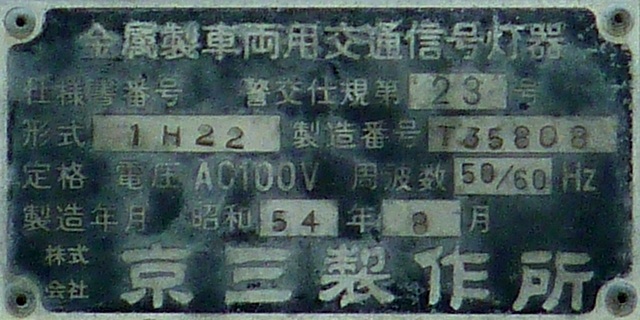 金属製車両用交通信号灯器
仕様書番号 警交仕規第 23 号
形式 1H22 製造番号 T35808
定格 電圧 AC100V 周波数 50/60 Hz
製造年月 昭和 54 年 8 月
株式会社 京三製作所